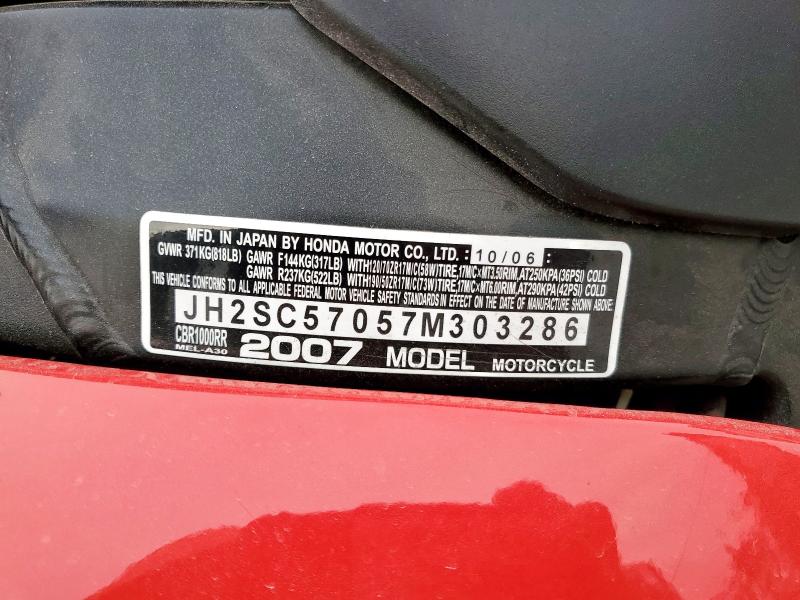 MFD. IN JAPAN BY HONDA MOTOR CO., LTD.: 10/06:
GVWR 371KG(818LB) GAWR F144KG(317LB) WITH120/70ZR17M/C(58W)TIRE,17M/C×MT3.50RIM,AT250KPA(36PSI) COLD
GAWR R237KG(522LB) WITH190/50ZR17M/C(73W)TIRE,17M/C×MT6.00RIM,AT290KPA(42PSI) COLD
THIS VEHICLE CONFORMS TO ALL APPLICABLE FEDERAL
MOTOR VEHICLE SAFETY STANDARDS IN EFFECT ON THE DATE OF MANUFACTURE SHOWN ABOVE.
JH2SC57057M303286
CBR1000RR
MEL-A30
2007 MODEL MOTORCYCLE